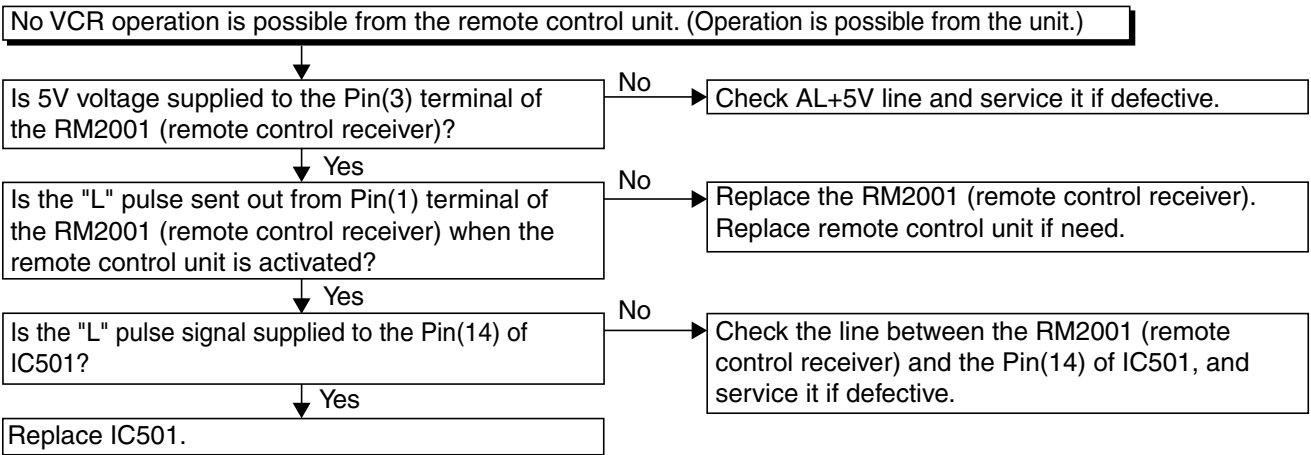 No VCR operation is possible from the remote control unit. (Operation is possible from the unit.)
Is 5V voltage supplied to the Pin(3) terminal of
the RM2001 (remote control receiver)?
No
Check AL+5V line and service it if defective.
Yes
Is the "L" pulse sent out from Pin(1) terminal of
the RM2001 (remote control receiver) when the
remote control unit is activated?
No
Replace the RM2001 (remote control receiver).
Replace remote control unit if need.
Yes
Is the "L" pulse signal supplied to the Pin(14) of
IC501?
No
Check the line between the RM2001 (remote
control receiver) and the Pin(14) of IC501, and
service it if defective.
Yes
Replace IC501.